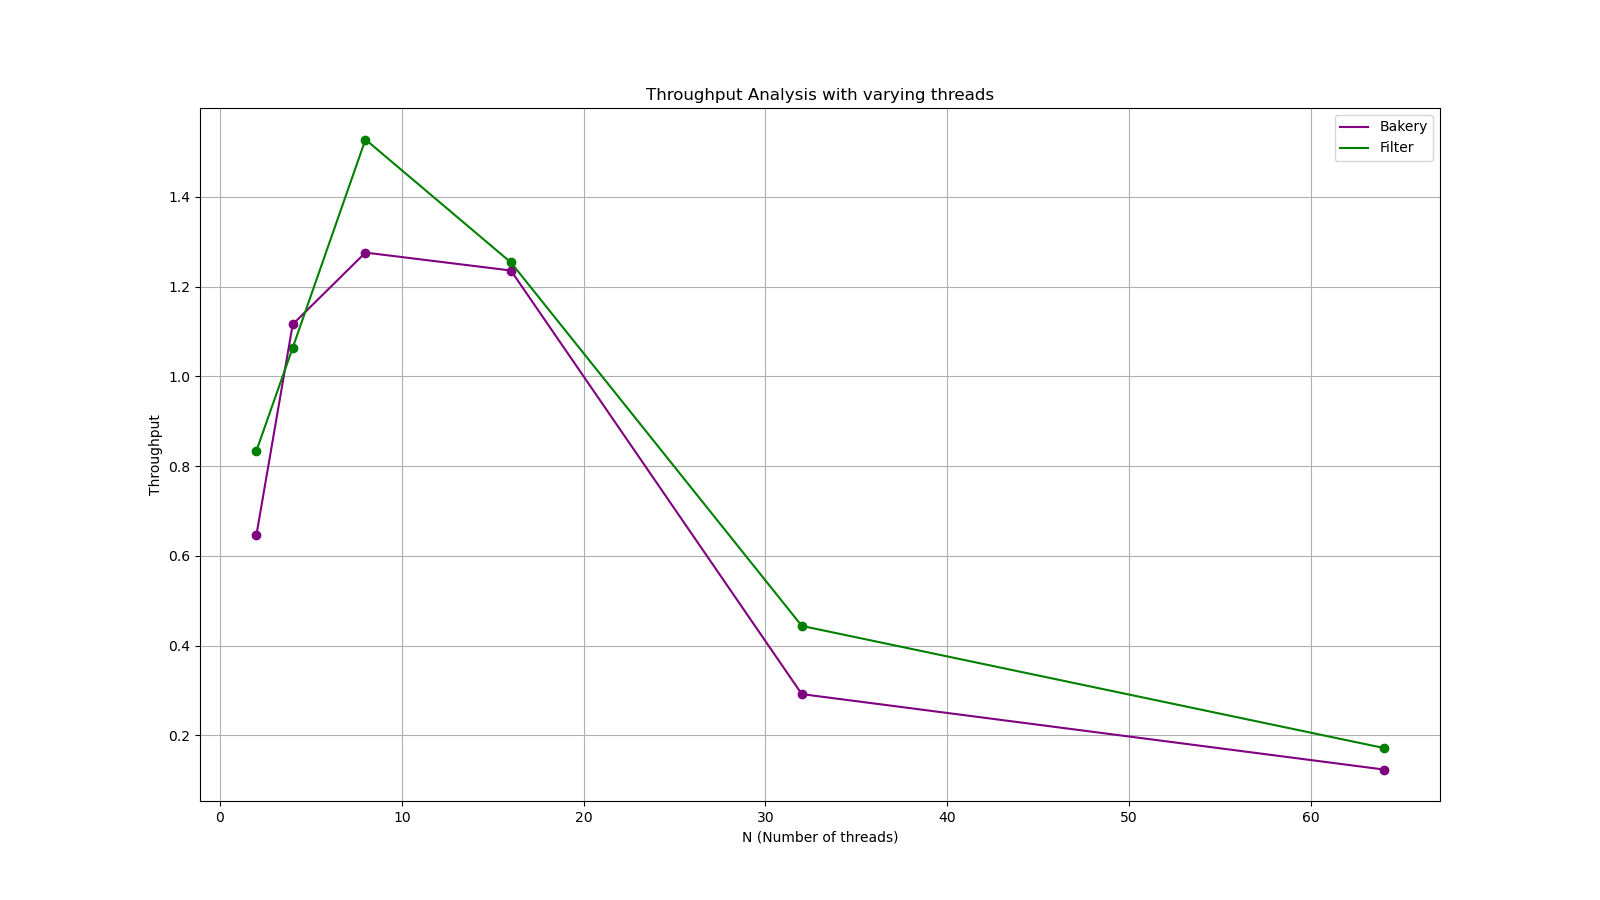 Throughput Analysis with varying threads
Bakery
Filter
1.4
1.2
1.0
0.8
0.6
0.4
0.2
Throughput
0 10 20 30 40 50 60
N (Number of threads)